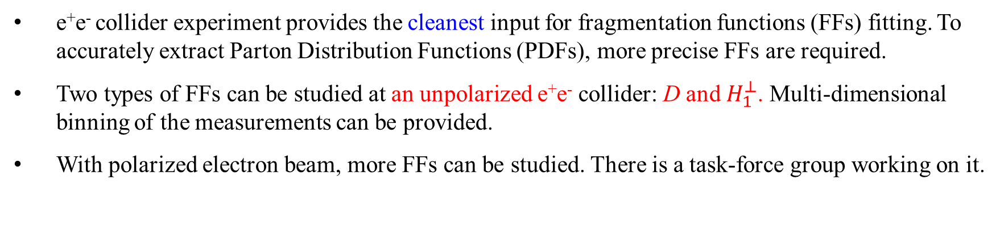 • e⁺e⁻ collider experiment provides the cleanest input for fragmentation functions (FFs) fitting. To
accurately extract Parton Distribution Functions (PDFs), more precise FFs are required.
• Two types of FFs can be studied at an unpolarized e⁺e⁻ collider: D and H₁⊥. Multi-dimensional
binning of the measurements can be provided.
• With polarized electron beam, more FFs can be studied. There is a task-force group working on it.